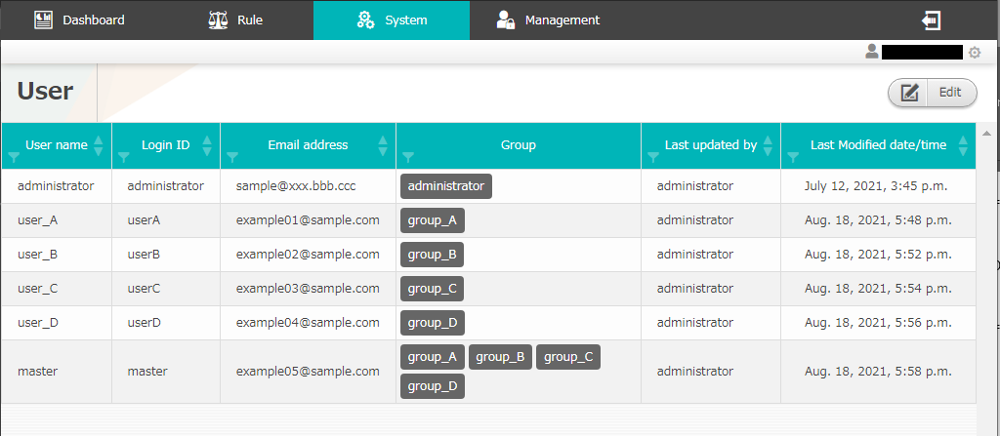 Dashboard Rule System Management
User
Edit
User name Login ID Email address Group Last updated by Last Modified date/time
administrator administrator sample@xxx.bbb.ccc administrator administrator July 12, 2021, 3:45 p.m.
user_A userA example01@sample.com group_A administrator Aug. 18, 2021, 5:48 p.m.
user_B userB example02@sample.com group_B administrator Aug. 18, 2021, 5:52 p.m.
user_C userC example03@sample.com group_C administrator Aug. 18, 2021, 5:54 p.m.
user_D userD example04@sample.com group_D administrator Aug. 18, 2021, 5:56 p.m.
group_A group_B group_C
master master example05@sample.com administrator Aug. 18, 2021, 5:58 p.m.
group_D